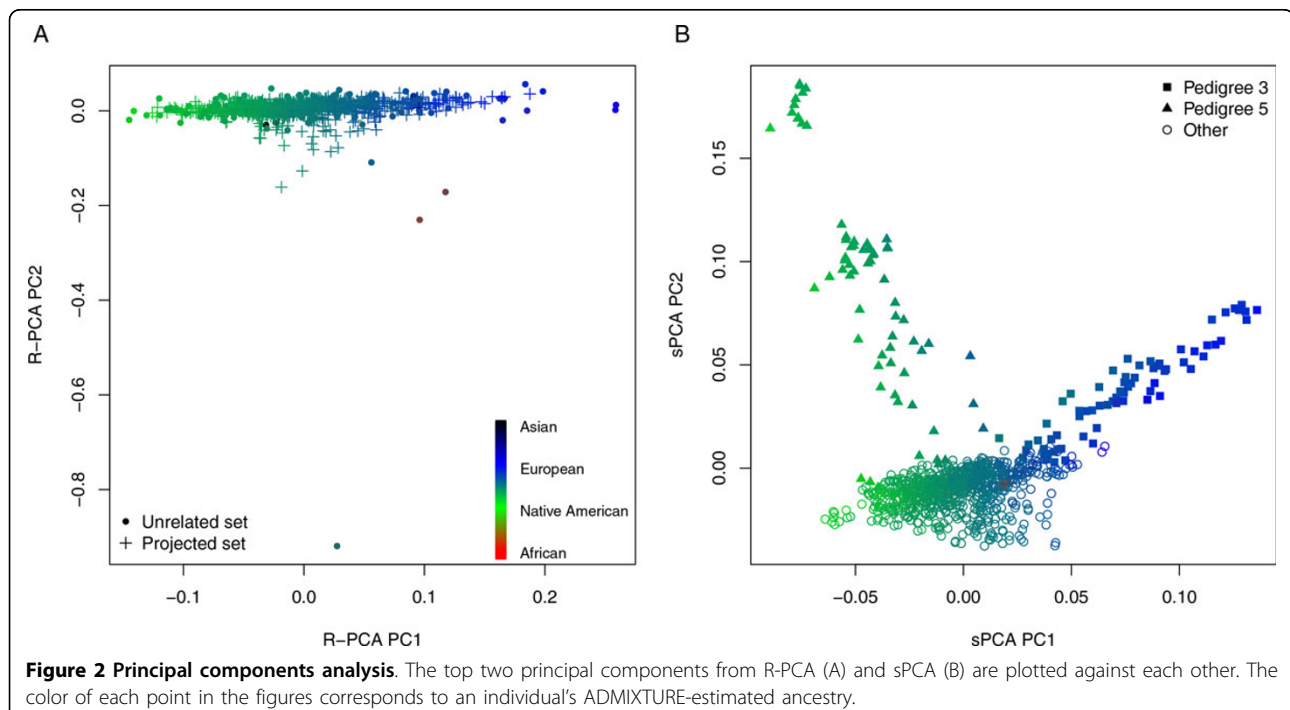 A
B
R−PCA PC2
0.0
−0.2
−0.4
−0.6
−0.8
Unrelated set
Projected set
Asian
European
Native American
African
−0.1
0.0
0.1
0.2
R−PCA PC1
sPCA PC2
0.15
0.10
0.05
0.00
Pedigree 3
Pedigree 5
Other
−0.05
0.00
0.05
0.10
sPCA PC1
Figure 2 Principal components analysis. The top two principal components from R-PCA (A) and sPCA (B) are plotted against each other. The
color of each point in the figures corresponds to an individual's ADMIXTURE-estimated ancestry.